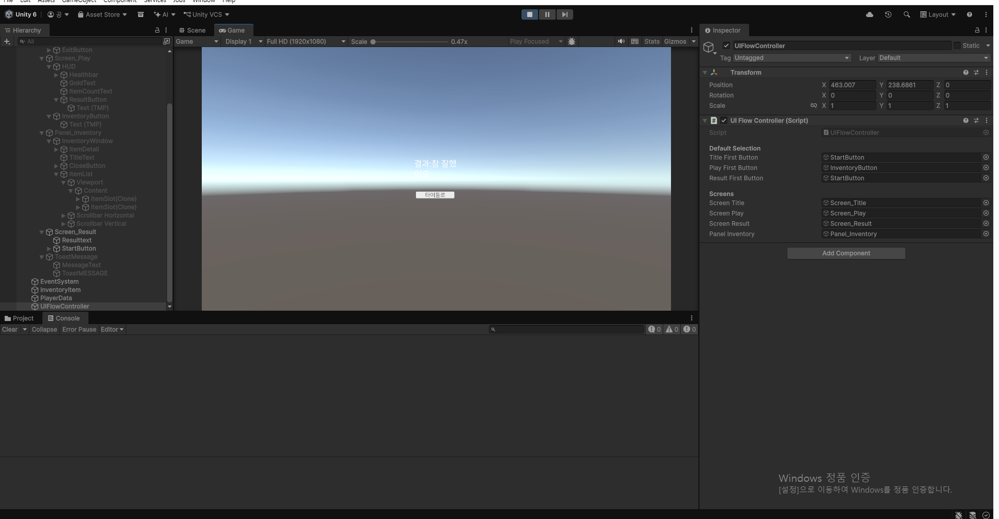 File Edit Assets GameObject Component Services Jobs Window Help
Unity 6 공 Asset Store AI Unity VCS Layout
Hierarchy
All
ExitButton
Screen_Play
HUD
Healthbar
GoldText
ItemCountText
ResultButton
Text (TMP)
InventoryButton
Text (TMP)
Panel_Inventory
InventoryWindow
ItemDetail
TitleText
CloseButton
ItemList
Viewport
Content
ItemSlot(Clone)
ItemSlot(Clone)
Scrollbar Horizontal
Scrollbar Vertical
Screen_Result
Resulttext
StartButton
ToastMessage
MessageText
ToastMESSAGE
EventSystem
InventoryItem
PlayerData
UIFlowController
Scene Game
Game Display 1 Full HD (1920x1080) Scale 0.47x Play Focused Stats Gizmos
결과:참 잘했
어요
타이틀로
Project Console
Clear Collapse Error Pause Editor 0 0 0
Inspector
UIFlowController Static
Tag Untagged Layer Default
Transform
Position X 463.007 Y 238.6861 Z 0
Rotation X 0 Y 0 Z 0
Scale X 1 Y 1 Z 1
# UI Flow Controller (Script)
Script UIFlowController
Default Selection
Title First Button StartButton
Play First Button InventoryButton
Result First Button StartButton
Screens
Screen Title Screen_Title
Screen Play Screen_Play
Screen Result Screen_Result
Panel Inventory Panel_Inventory
Add Component
Windows 정품 인증
[설정]으로 이동하여 Windows를 정품 인증합니다.